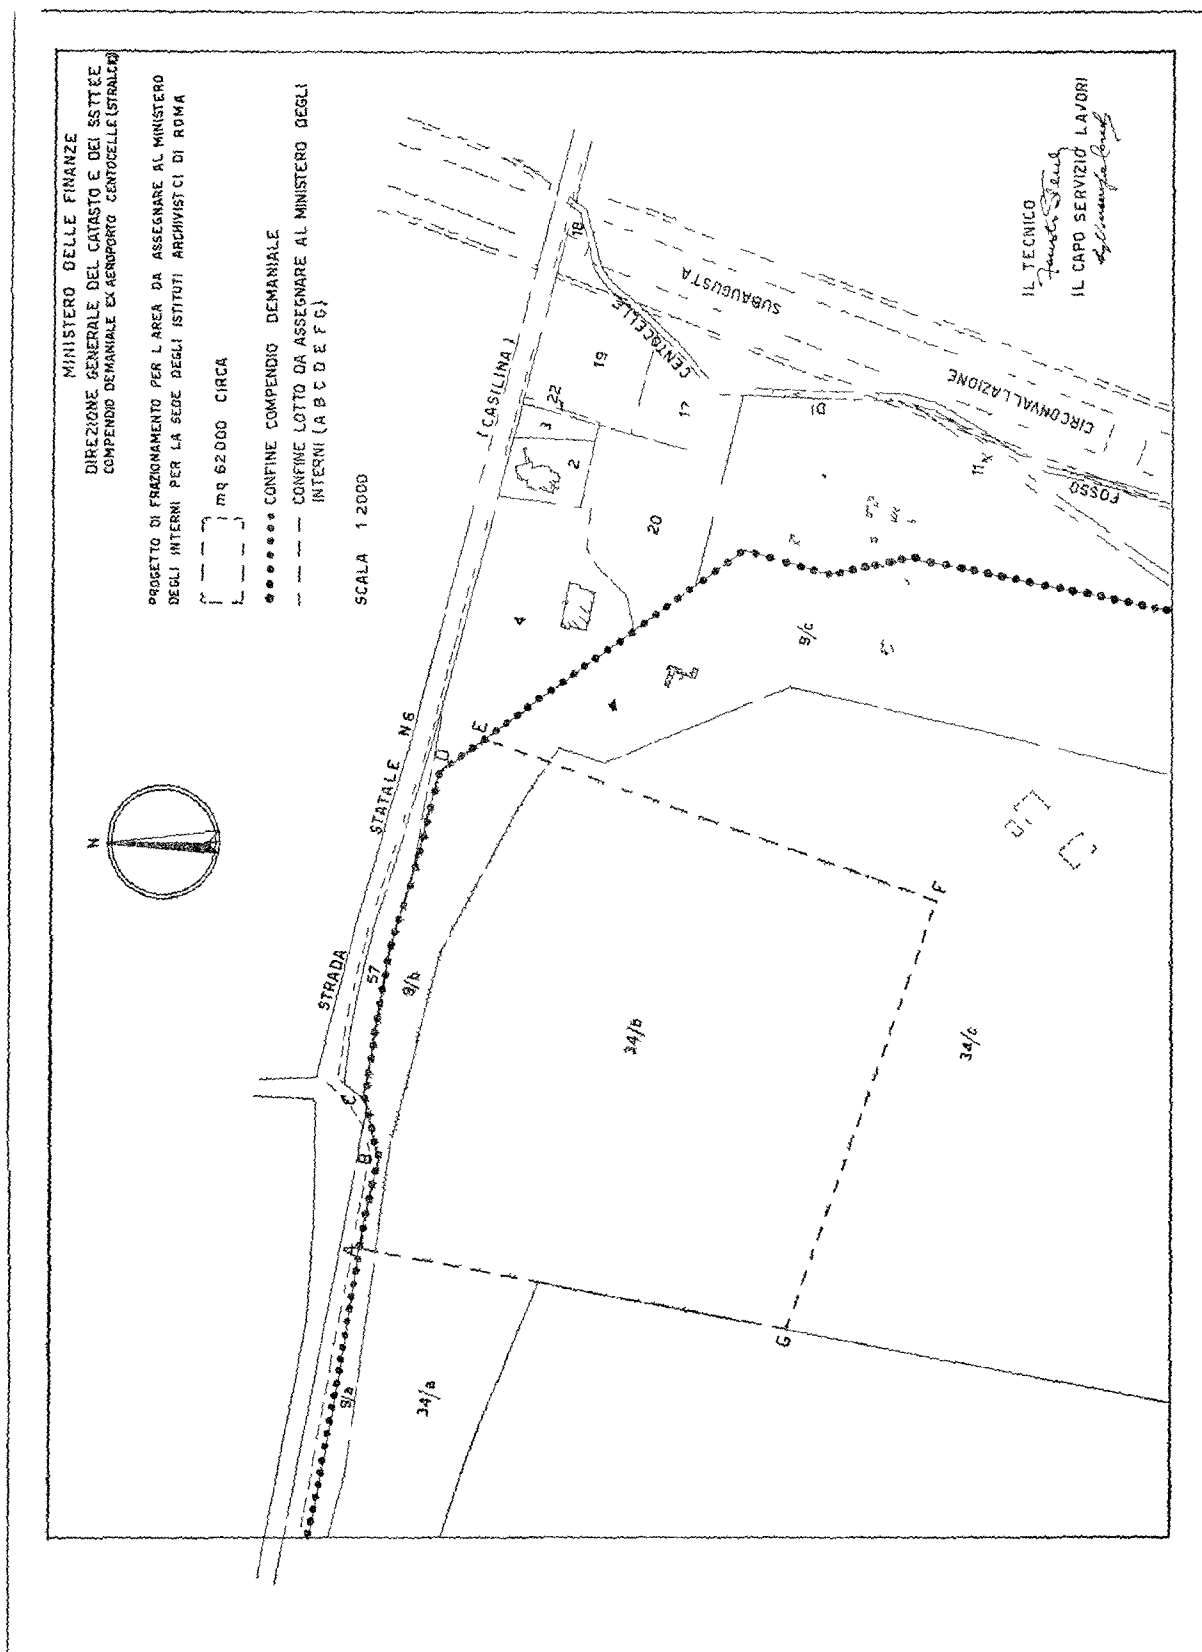 MINISTERO DELLE FINANZE
DIREZIONE GENERALE DEL CATASTO E DEI SSTTEE
COMPENDIO DEMANIALE EX AEROPORTO CENTOCELLE (STRALCIO)
PROGETTO DI FRAZIONAMENTO PER L AREA DA ASSEGNARE AL MINISTERO
DEGLI INTERNI PER LA SEDE DEGLI ISTITUTI ARCHIVISTICI DI ROMA
mq 62000 CIRCA
CONFINE COMPENDIO DEMANIALE
CONFINE LOTTO DA ASSEGNARE AL MINISTERO DEGLI
INTERNI (A B C D E F G)
SCALA 1 2000
N
STRADA
STATALE N 6
(CASILINA)
18
CENTOCELLE
SUBAUGUSTA
CIRCONVALLAZIONE
FOSSO
19
22
3
2
17
20
10
11
4
9/c
D
E
57
9/b
C
B
A
34/b
F
34/c
G
9/a
34/a
IL TECNICO
IL CAPO SERVIZIO LAVORI